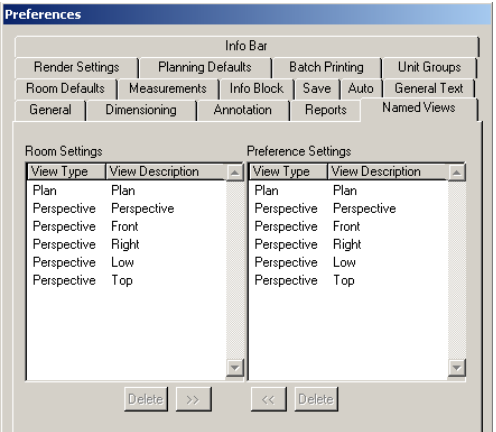 Preferences
Info Bar
Render Settings Planning Defaults Batch Printing Unit Groups
Room Defaults Measurements Info Block Save Auto General Text
General Dimensioning Annotation Reports Named Views
Room Settings Preference Settings
View Type View Description View Type View Description
Plan Plan Plan Plan
Perspective Perspective Perspective Perspective
Perspective Front Perspective Front
Perspective Right Perspective Right
Perspective Low Perspective Low
Perspective Top Perspective Top
Delete >> << Delete